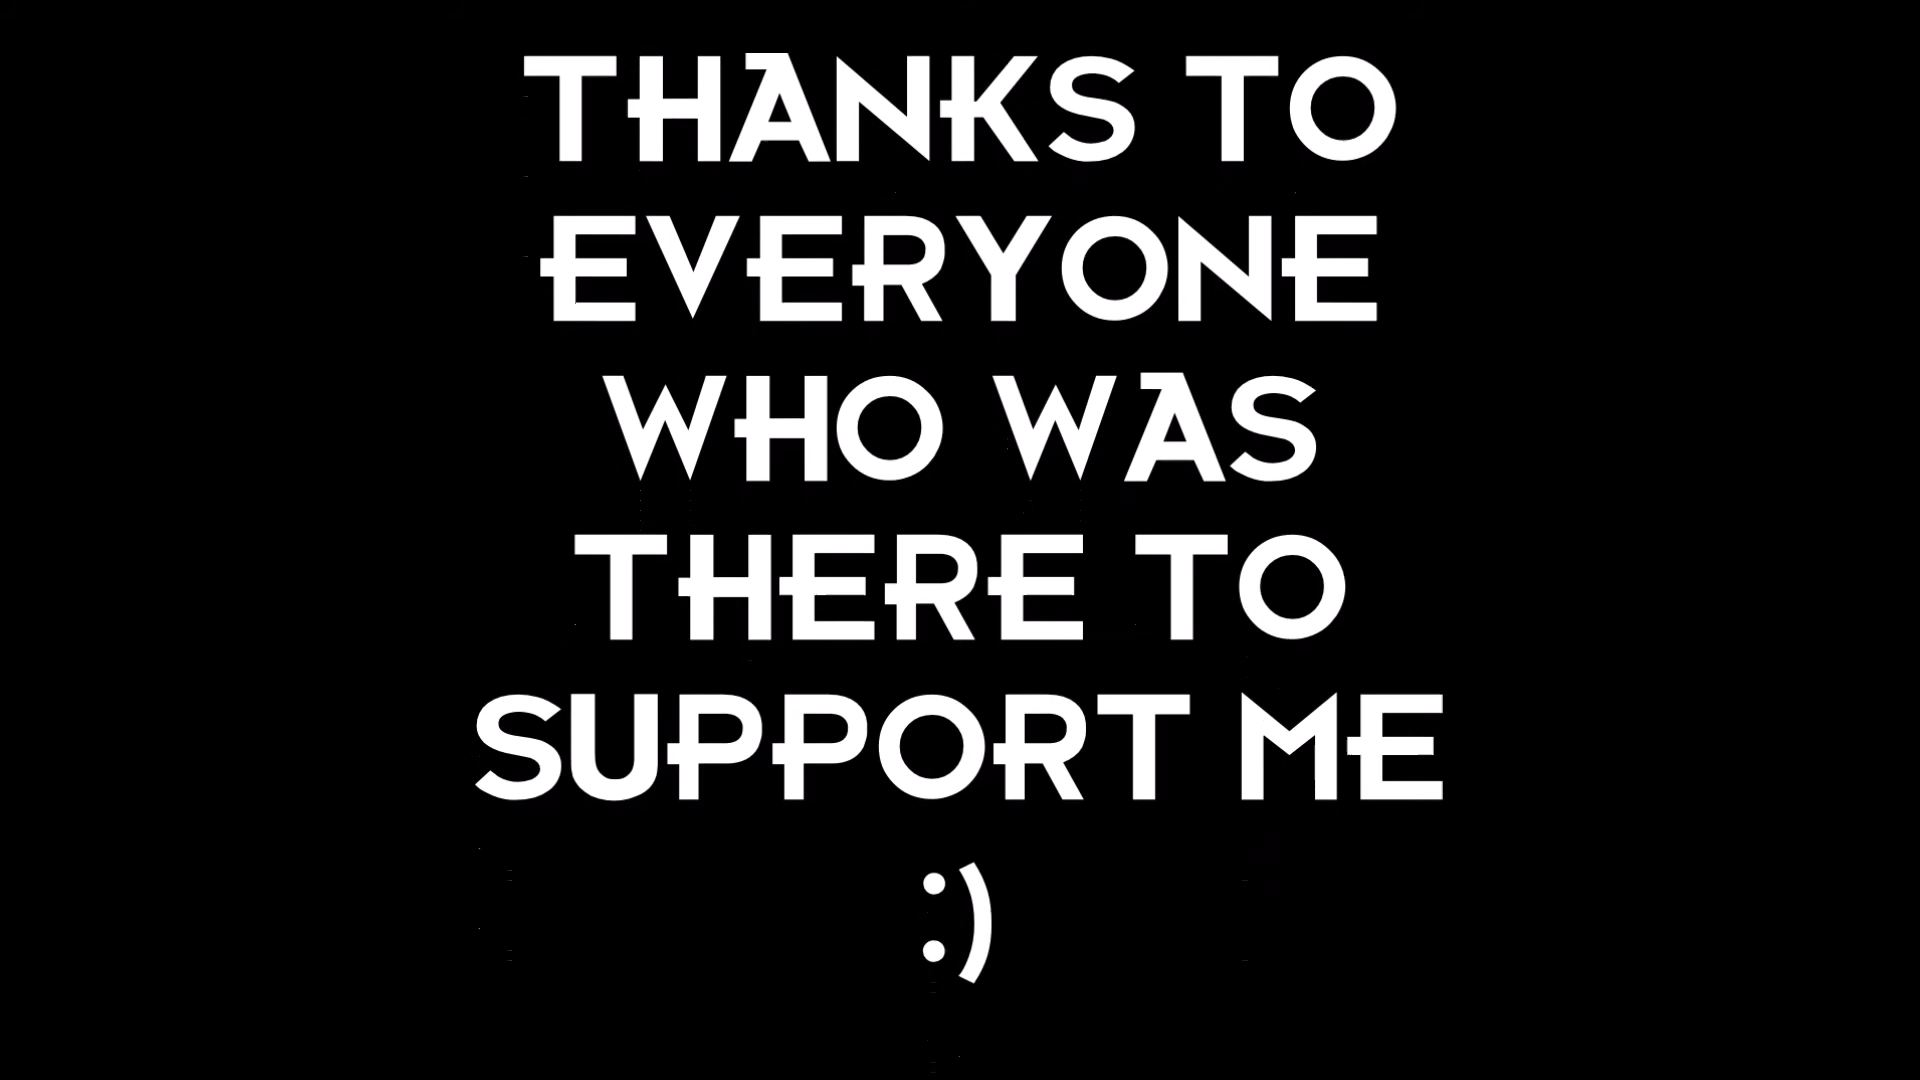 THANKS TO
EVERYONE
WHO WAS
THERE TO
SUPPORT ME
:)